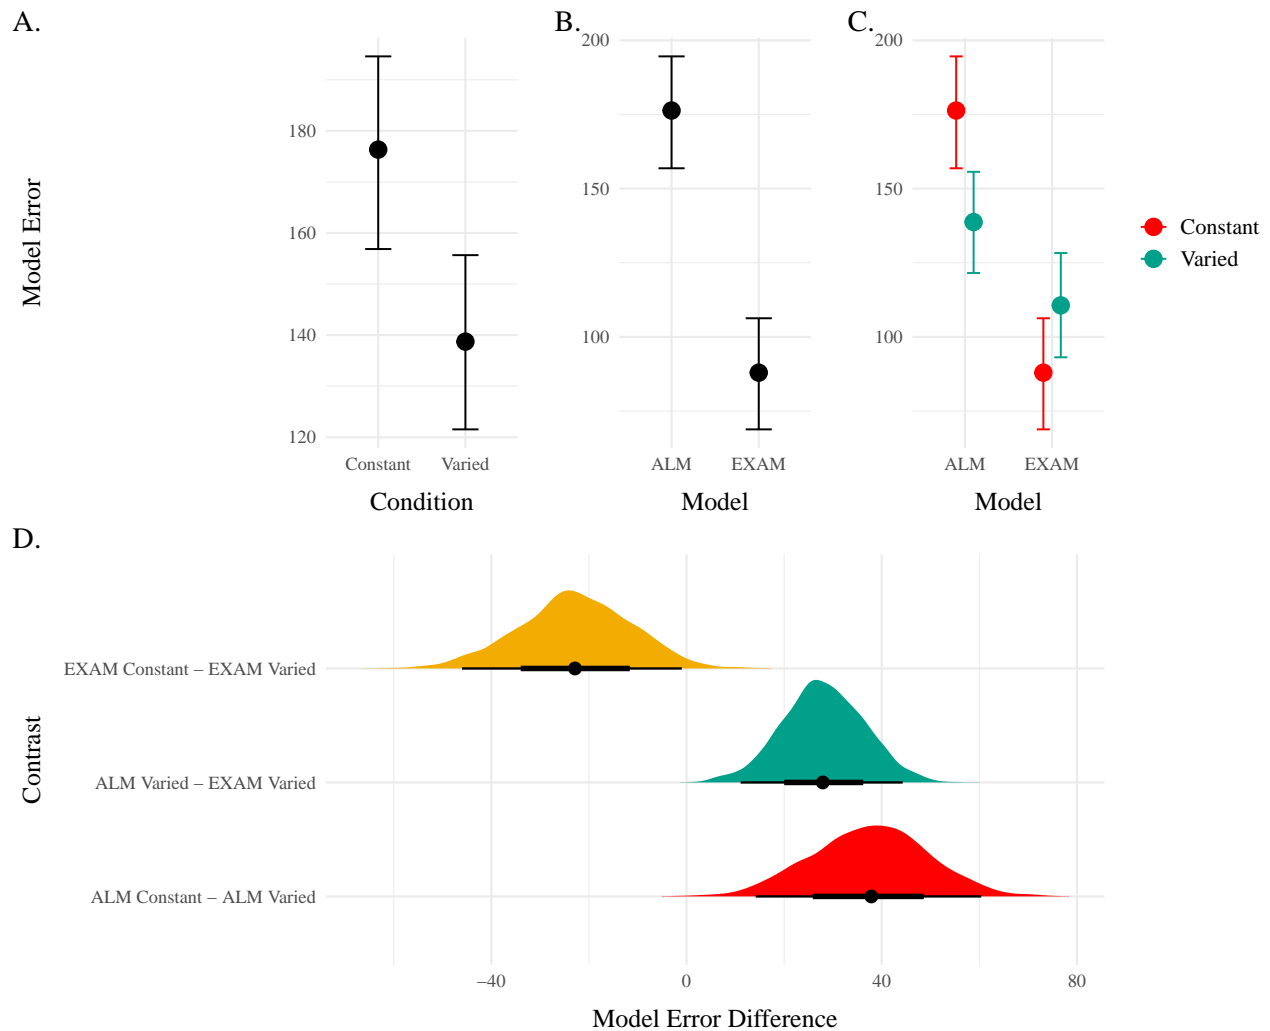 A.
B.
C.
Model Error
180
160
140
120
Constant
Varied
Condition
200
150
100
ALM
EXAM
Model
200
150
100
ALM
EXAM
Model
Constant
Varied
D.
Contrast
EXAM Constant – EXAM Varied
ALM Varied – EXAM Varied
ALM Constant – ALM Varied
–40
0
40
80
Model Error Difference